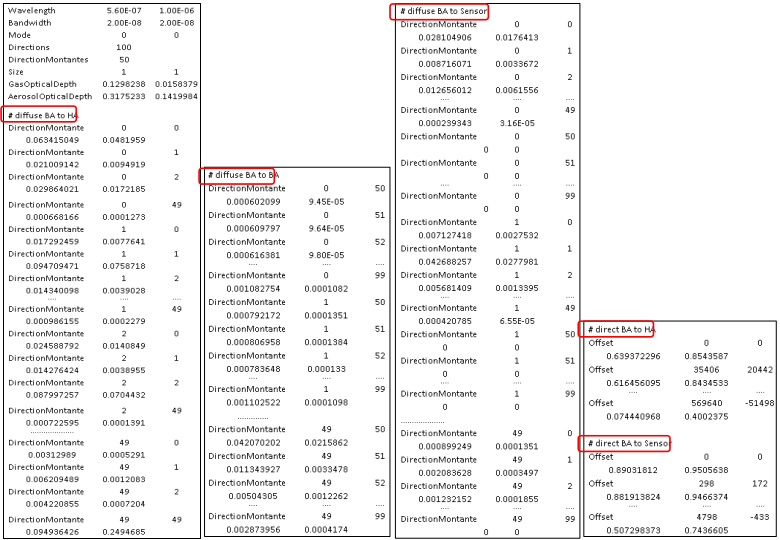 Wavelength 5.60E-07 1.00E-06
Bandwidth 2.00E-08 2.00E-08
Mode 0 0
Directions 100
DirectionMontantes 50
Size 1 1
GasOpticalDepth 0.1298238 0.0158379
AerosolOpticalDepth 0.3175233 0.1419984
# diffuse BA to HA
DirectionMontante 0 0
0.063415049 0.0481959
DirectionMontante 0 1
0.021009142 0.0094919
DirectionMontante 0 2
0.029864021 0.0172185
DirectionMontante 0 49
0.000668166 0.0001273
DirectionMontante 1 0
0.017292459 0.0077641
DirectionMontante 1 1
0.094709471 0.0758718
DirectionMontante 1 2
0.014340098 0.0039028
.... .... ....
DirectionMontante 1 49
0.000986155 0.0002279
DirectionMontante 2 0
0.024588792 0.0140849
DirectionMontante 2 1
0.014276424 0.0038955
DirectionMontante 2 2
0.087997257 0.0704432
DirectionMontante 2 49
0.000722595 0.0001391
.....................
DirectionMontante 49 0
0.00312989 0.0005291
DirectionMontante 49 1
0.006209489 0.0012083
DirectionMontante 49 2
0.004220855 0.0007204
.... .... ....
DirectionMontante 49 49
0.094936426 0.2494685
# diffuse BA to BA
DirectionMontante 0 50
0.000602099 9.45E-05
DirectionMontante 0 51
0.000609797 9.64E-05
DirectionMontante 0 52
0.000616381 9.80E-05
.... .... ....
DirectionMontante 0 99
0.001082754 0.0001082
DirectionMontante 1 50
0.000792172 0.0001351
DirectionMontante 1 51
0.000806958 0.0001384
DirectionMontante 1 52
0.000783648 0.000133
.... .... ....
DirectionMontante 1 99
0.001102522 0.0001098
...............
DirectionMontante 49 50
0.042070202 0.0215862
DirectionMontante 49 51
0.011343927 0.0033478
DirectionMontante 49 52
0.00504305 0.0012262
.... .... ....
DirectionMontante 49 99
0.002873956 0.0004174
# diffuse BA to Sensor
DirectionMontante 0 0
0.028104906 0.0176413
DirectionMontante 0 1
0.008716071 0.0033672
DirectionMontante 0 2
0.012656012 0.0061556
.... .... ....
DirectionMontante 0 49
0.000239343 3.16E-05
DirectionMontante 0 50
0 0
DirectionMontante 0 51
0 0
.... .... ....
DirectionMontante 0 99
0 0
DirectionMontante 1 0
0.007127418 0.0027532
DirectionMontante 1 1
0.042688257 0.0277981
DirectionMontante 1 2
0.005681409 0.0013395
.... .... ....
DirectionMontante 1 49
0.000420785 6.55E-05
DirectionMontante 1 50
0 0
DirectionMontante 1 51
0 0
.... .... ....
DirectionMontante 1 99
0 0
.....................
DirectionMontante 49 0
0.000899249 0.0001351
DirectionMontante 49 1
0.002083628 0.0003497
DirectionMontante 49 2
0.001232152 0.0001855
.... .... ....
DirectionMontante 49 99
0 0
# direct BA to HA
Offset 0 0
0.639372296 0.8543587
Offset 35406 20442
0.616456095 0.8434533
.... .... ....
Offset 569640 -51498
0.074440968 0.4002375
# direct BA to Sensor
Offset 0 0
0.89031812 0.9505638
Offset 298 172
0.881913824 0.9466374
.... .... ....
Offset 4798 -433
0.507298373 0.7436605